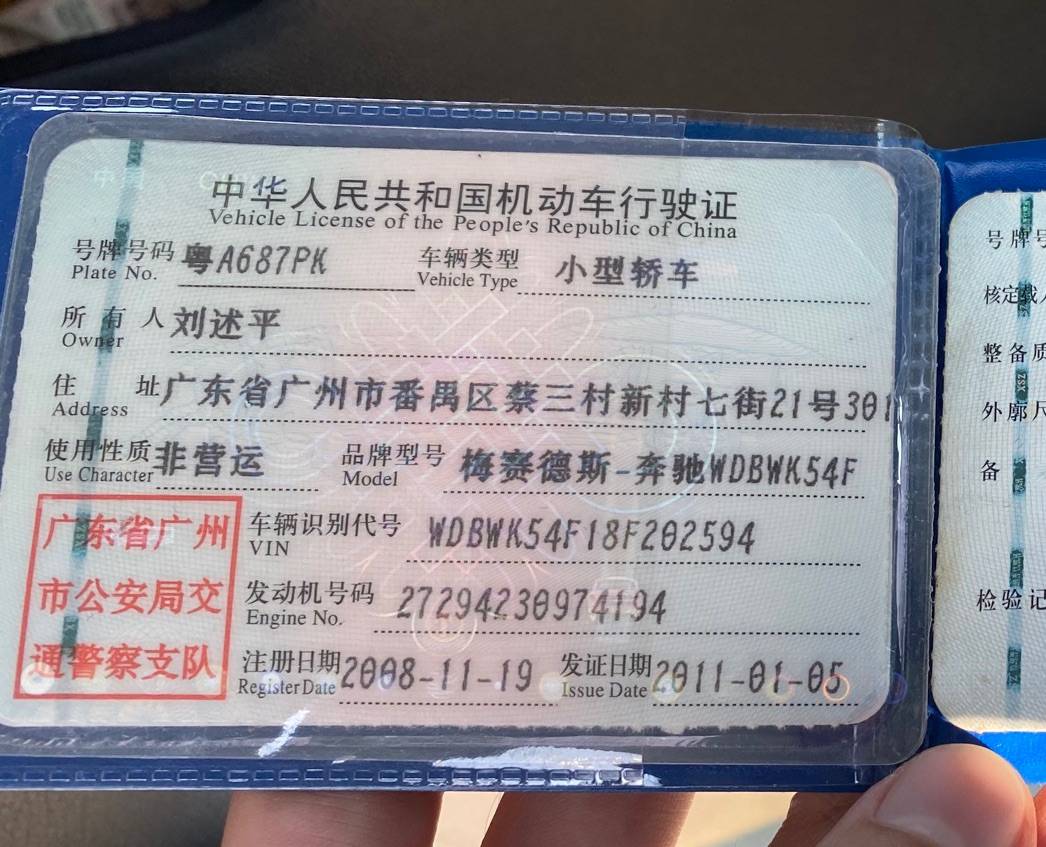 中华人民共和国机动车行驶证
Vehicle License of the People's Republic of China
号牌号码 粤A687PK 车辆类型 小型轿车
Plate No. Vehicle Type
所有人 刘述平
Owner
住址 广东省广州市番禺区蔡三村新村七街21号301
Address
使用性质 非营运 品牌型号 梅赛德斯-奔驰WDBWK54F
Use Character Model
广东省广州
市公安局交
通警察支队
车辆识别代号 WDBWK54F18F202594
VIN
发动机号码 27294230974194
Engine No.
注册日期 2008-11-19 发证日期 2011-01-05
Register Date Issue Date
号牌号
核定载人
整备质
外廓尺
备
检验记